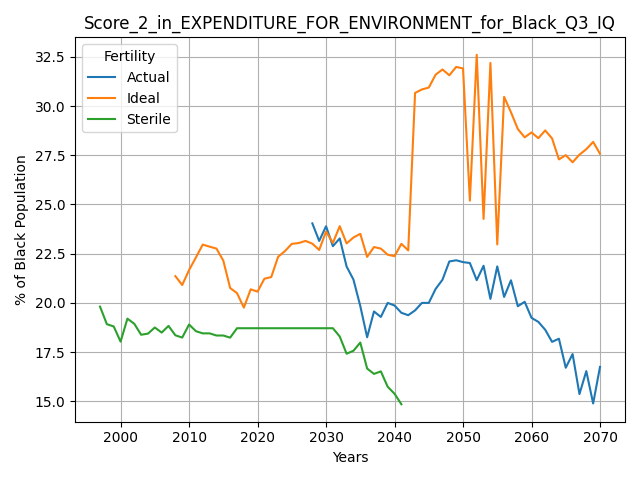 Score_2_in_EXPENDITURE_FOR_ENVIRONMENT_for_Black_Q3_IQ
Fertility
Actual
Ideal
Sterile
% of Black Population
32.5
30.0
27.5
25.0
22.5
20.0
17.5
15.0
2000 2010 2020 2030 2040 2050 2060 2070
Years